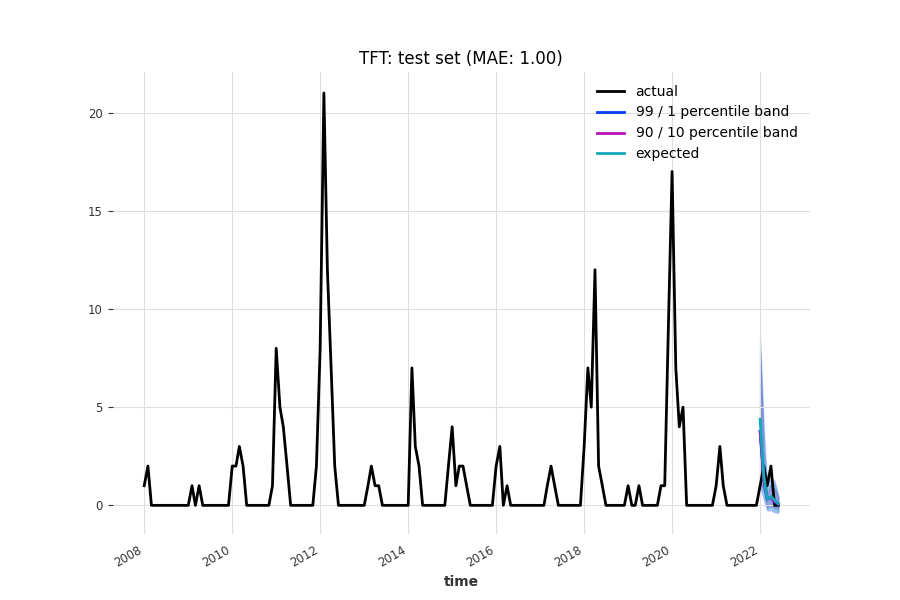 TFT: test set (MAE: 1.00)
actual
99 / 1 percentile band
90 / 10 percentile band
expected
20
15
10
5
0
2008
2010
2012
2014
2016
2018
2020
2022
time